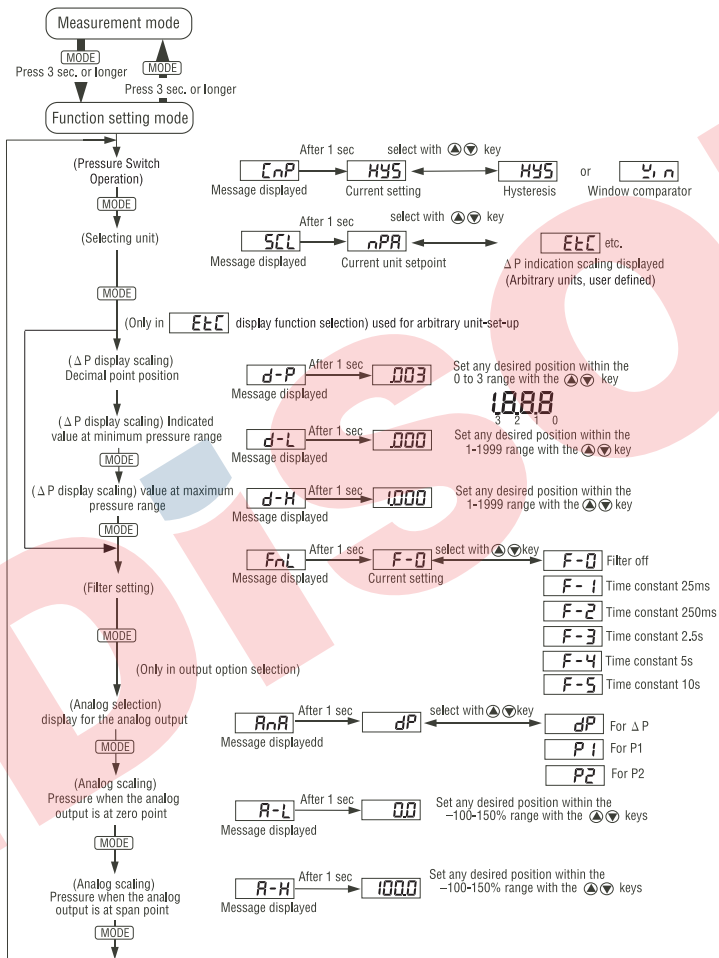 Measurement mode
MODE
Press 3 sec. or longer
MODE
Press 3 sec. or longer
Function setting mode
(Pressure Switch
Operation)
MODE
CnP
Message displayed
After 1 sec
HYS
Current setting
select with ▲▼ key
HYS
Hysteresis
or
Yin
Window comparator
(Selecting unit)
MODE
SCL
Message displayed
After 1 sec
nPA
Current unit setpoint
select with ▲▼ key
EtC etc.
Δ P indication scaling displayed
(Arbitrary units, user defined)
(Only in EtC display function selection) used for arbitrary unit-set-up
(Δ P display scaling)
Decimal point position
d-P
Message displayed
After 1 sec
.003
Set any desired position within the
0 to 3 range with the ▲▼ key
1.8.8.8
3 2 1 0
(Δ P display scaling) Indicated
value at minimum pressure range
MODE
d-L
Message displayed
After 1 sec
.000
Set any desired position within the
1-1999 range with the ▲▼ key
(Δ P display scaling) value at maximum
pressure range
MODE
d-H
Message displayed
After 1 sec
1.000
Set any desired position within the
1-1999 range with the ▲▼ key
(Filter setting)
MODE
FnL
Message displayed
After 1 sec
F-0
Current setting
select with ▲▼ key
F-0 Filter off
F-1 Time constant 25ms
F-2 Time constant 250ms
F-3 Time constant 2.5s
F-4 Time constant 5s
F-5 Time constant 10s
(Only in output option selection)
(Analog selection)
display for the analog output
MODE
AnA
Message displayedd
After 1 sec
dP
select with ▲▼ key
dP For Δ P
P1 For P1
P2 For P2
(Analog scaling)
Pressure when the analog
output is at zero point
MODE
A-L
Message displayed
After 1 sec
0.0
Set any desired position within the
–100-150% range with the ▲▼ keys
(Analog scaling)
Pressure when the analog
output is at span point
MODE
A-H
Message displayed
After 1 sec
100.0
Set any desired position within the
–100-150% range with the ▲▼ keys